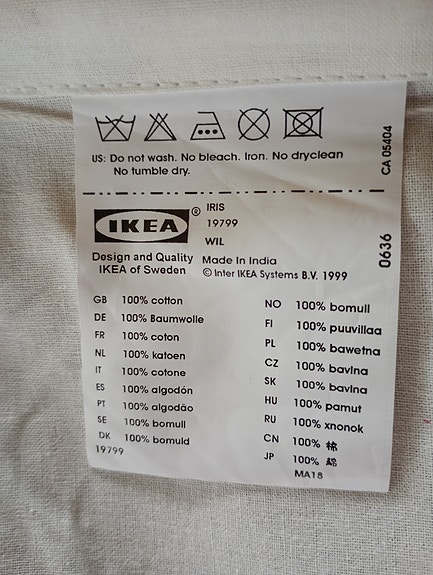 US: Do not wash. No bleach. Iron. No dryclean
No tumble dry.
CA 05404
IKEA®
Design and Quality
IKEA of Sweden
IRIS
19799
WIL
Made in India
© Inter IKEA Systems B.V. 1999
0636
GB 100% cotton
DE 100% Baumwolle
FR 100% coton
NL 100% katoen
IT 100% cotone
ES 100% algodón
PT 100% algodão
SE 100% bomull
DK 100% bomuld
19799
NO 100% bomull
FI 100% puuvillaa
PL 100% bawełna
CZ 100% bavlna
SK 100% bavlna
HU 100% pamut
RU 100% хлопок
CN 100% 棉
JP 100% 綿
MA18